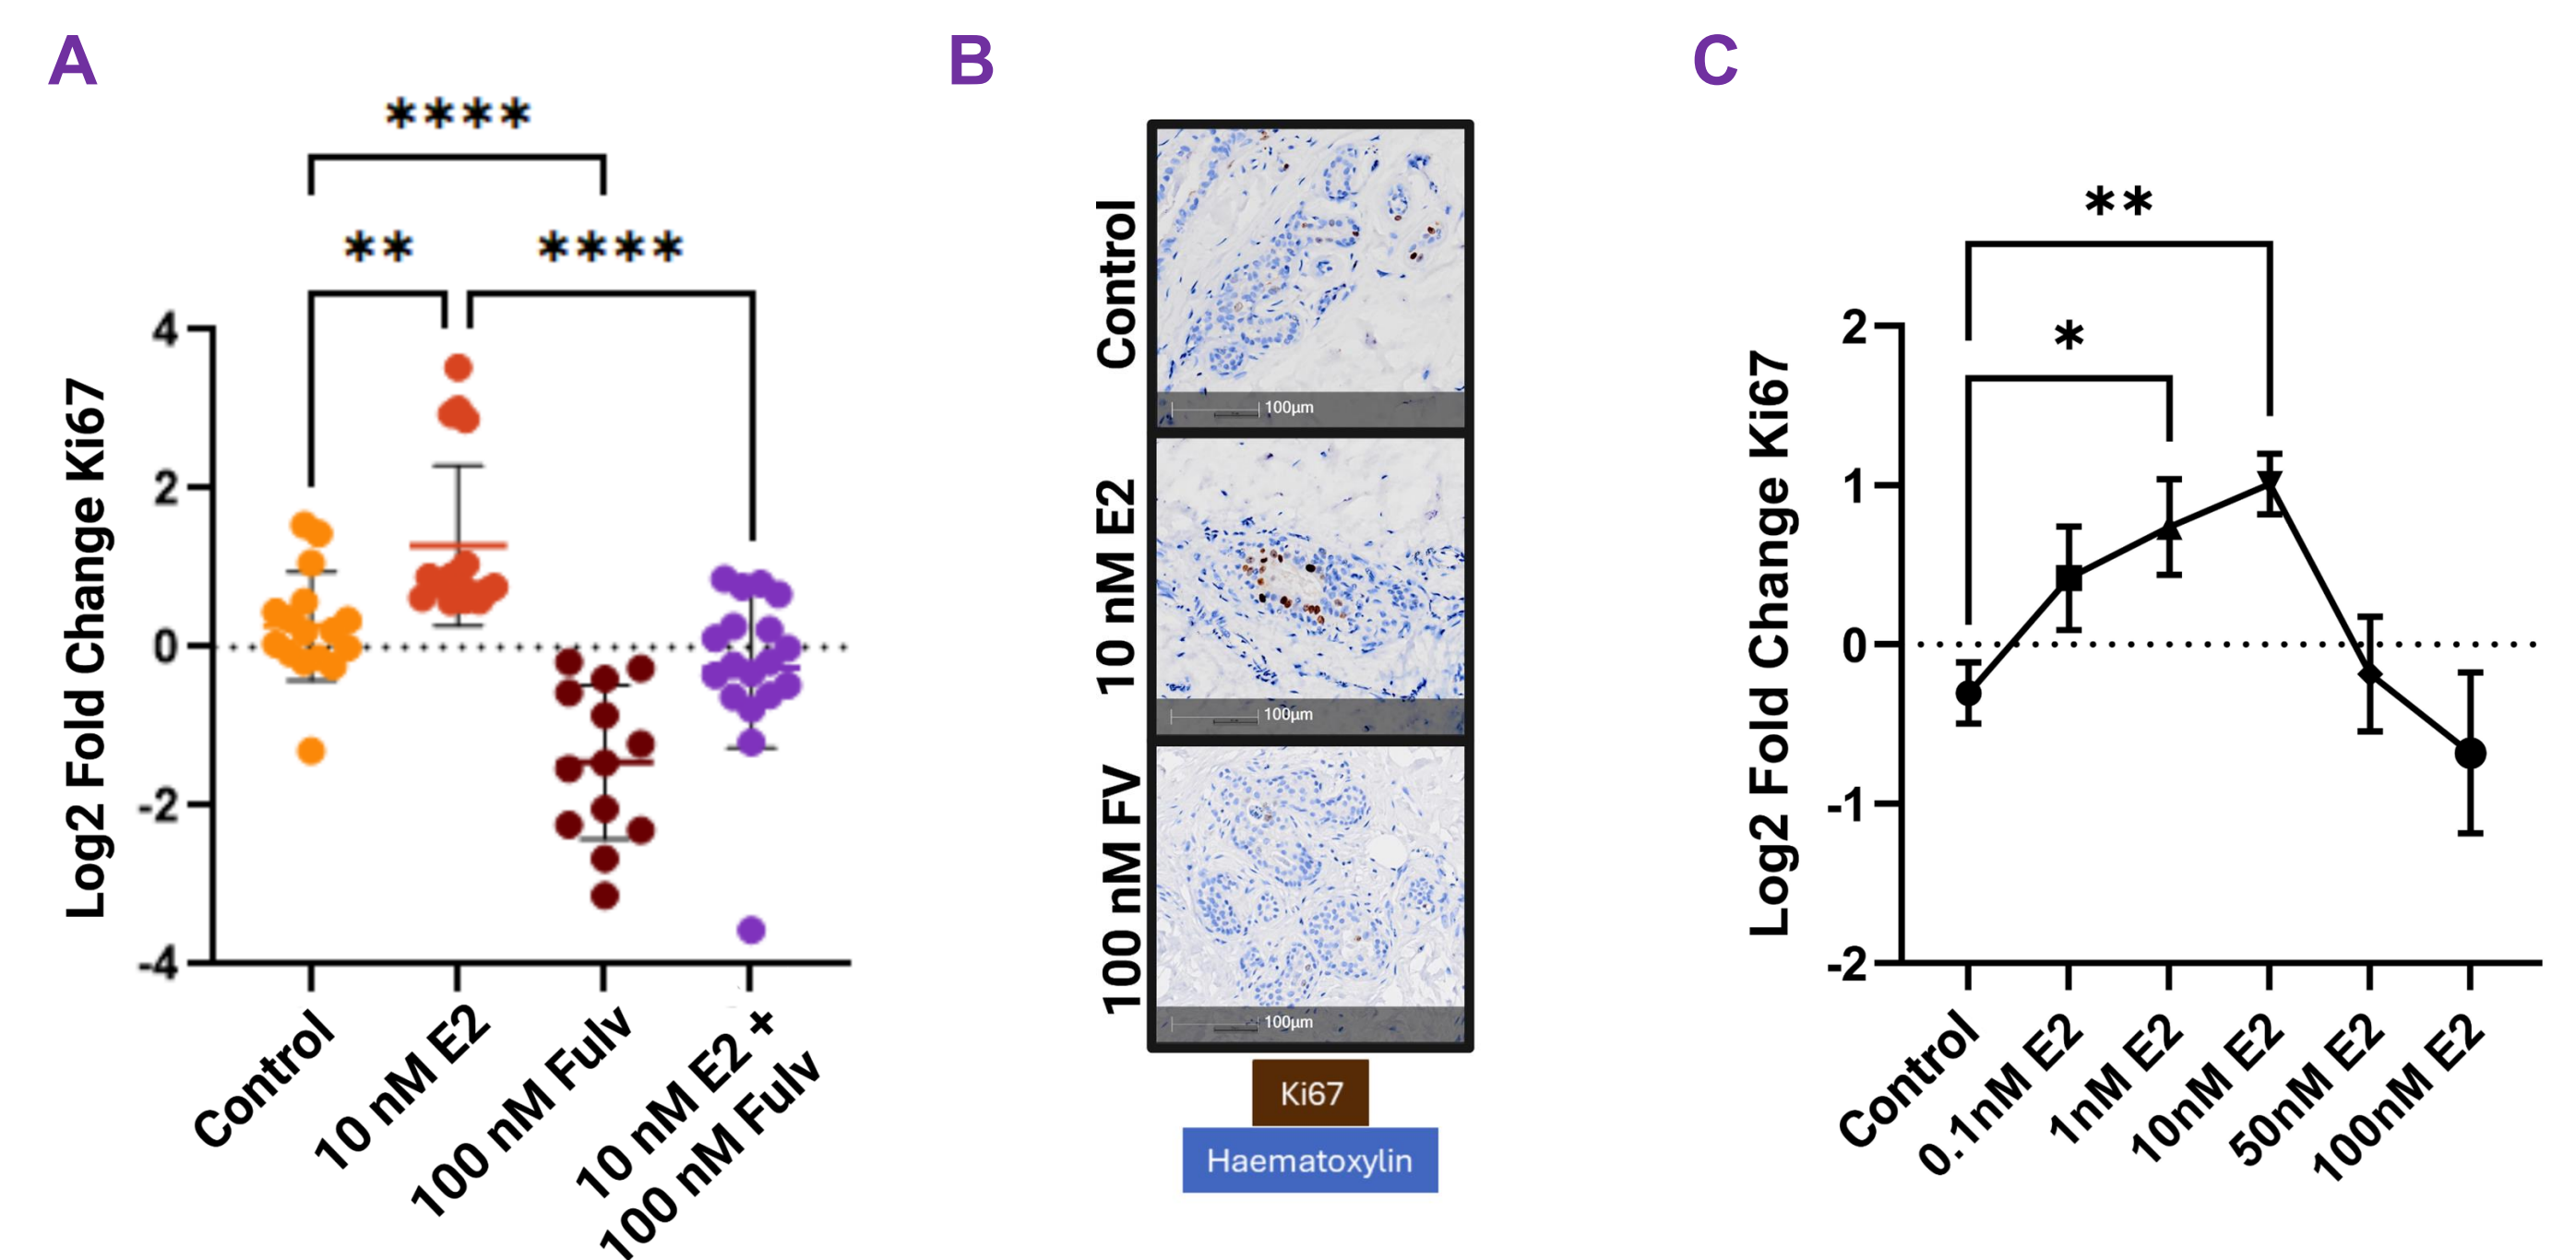 A
****
**
****
Log2 Fold Change Ki67
4
2
0
-2
-4
Control
10 nM E2
100 nM Fulv
10 nM E2 +
100 nM Fulv
B
Control
100µm
10 nM E2
100µm
100 nM FV
100µm
Ki67
Haematoxylin
C
**
*
Log2 Fold Change Ki67
2
1
0
-1
-2
Control
0.1nM E2
1nM E2
10nM E2
50nM E2
100nM E2